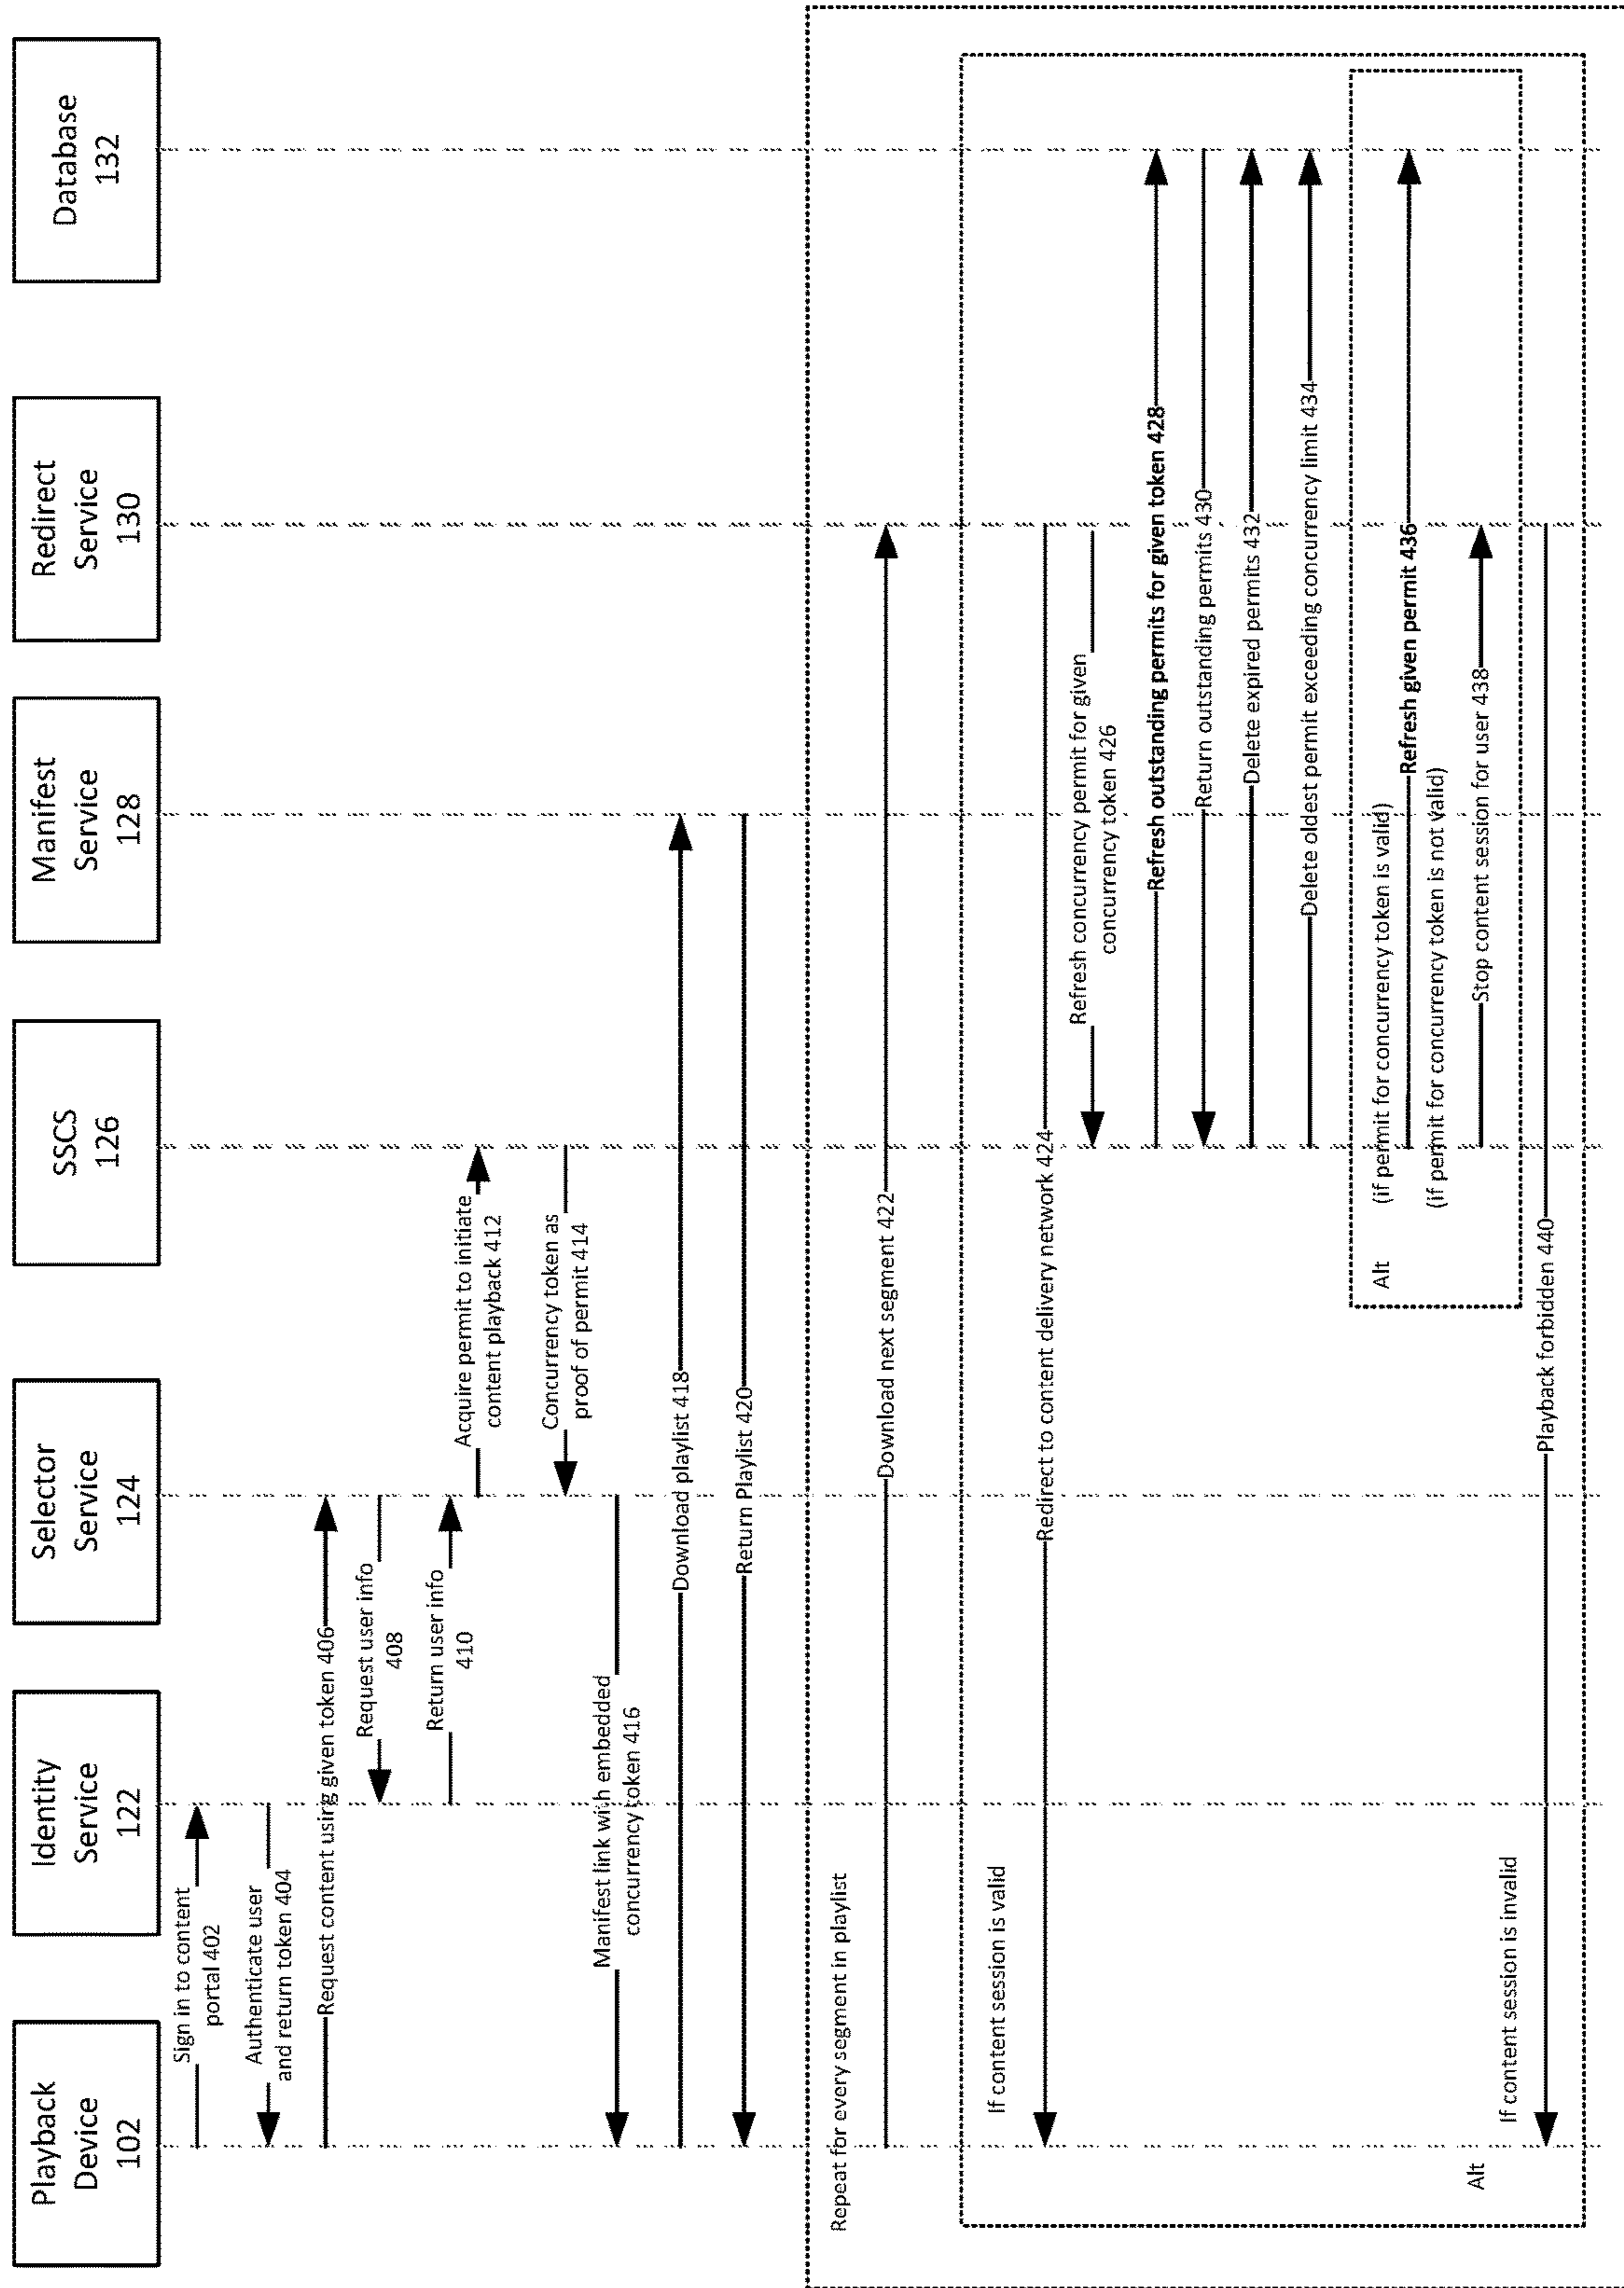 Playback
Device
102
Identity
Service
122
Selector
Service
124
SSCS
126
Manifest
Service
128
Redirect
Service
130
Database
132
Sign in to content
portal 402
Authenticate user
and return token 404
Request content using given token 406
Request user info
408
Return user info
410
Acquire permit to initiate
content playback 412
Concurrency token as
proof of permit 414
Manifest link with embedded
concurrency token 416
Download playlist 418
Return Playlist 420
Repeat for every segment in playlist
Download next segment 422
If content session is valid
Redirect to content delivery network 424
Refresh concurrency permit for given
concurrency token 426
Refresh outstanding permits for given token 428
Return outstanding permits 430
Delete expired permits 432
Delete oldest permit exceeding concurrency limit 434
Alt
(if permit for concurrency token is valid)
Refresh given permit 436
(if permit for concurrency token is not valid)
Stop content session for user 438
Alt
If content session is invalid
Playback forbidden 440